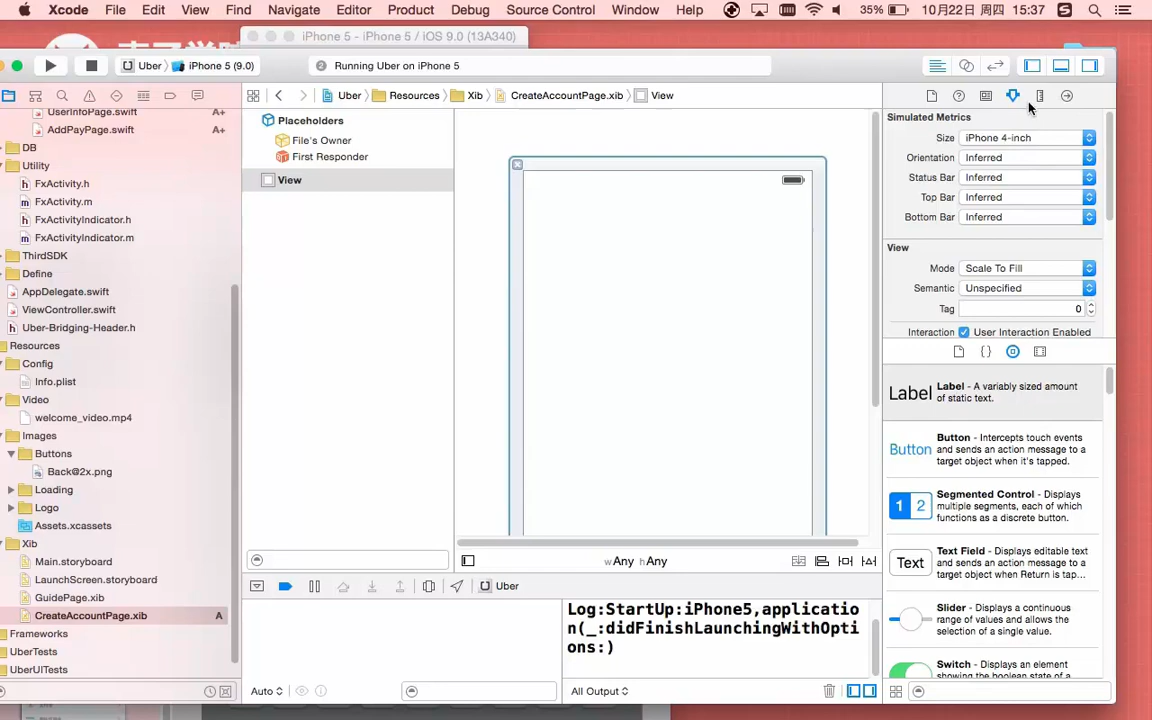 Xcode File Edit View Find Navigate Editor Product Debug Source Control Window Help 35% 10月22日 周四 15:37
iPhone 5 - iPhone 5 / iOS 9.0 (13A340)
Uber iPhone 5 (9.0) 2 Running Uber on iPhone 5
Uber Resources Xib CreateAccountPage.xib View
UserInfoPage.swift A+
AddPayPage.swift A+
DB
Utility
FxActivity.h
FxActivity.m
FxActivityIndicator.h
FxActivityIndicator.m
ThirdSDK
Define
AppDelegate.swift
ViewController.swift
Uber-Bridging-Header.h
Resources
Config
Info.plist
Video
welcome_video.mp4
Images
Buttons
Back@2x.png
Loading
Logo
Assets.xcassets
Xib
Main.storyboard
LaunchScreen.storyboard
GuidePage.xib
CreateAccountPage.xib A
Frameworks
UberTests
UberUITests
Placeholders
File's Owner
First Responder
View
wAny hAny
Uber
Log:StartUp:iPhone5,applicatio
n(_:didFinishLaunchingWithOpti
ons:)
Auto
All Output
Simulated Metrics
Size iPhone 4-inch
Orientation Inferred
Status Bar Inferred
Top Bar Inferred
Bottom Bar Inferred
View
Mode Scale To Fill
Semantic Unspecified
Tag 0
Interaction User Interaction Enabled
Label Label - A variably sized amount
of static text.
Button Button - Intercepts touch events
and sends an action message to a
target object when it's tapped.
1 2 Segmented Control - Displays
multiple segments, each of which
functions as a discrete button.
Text Text Field - Displays editable text
and sends an action message to a
target object when Return is tap...
Slider - Displays a continuous
range of values and allows the
selection of a single value.
Switch - Displays an element
showing the boolean state of a